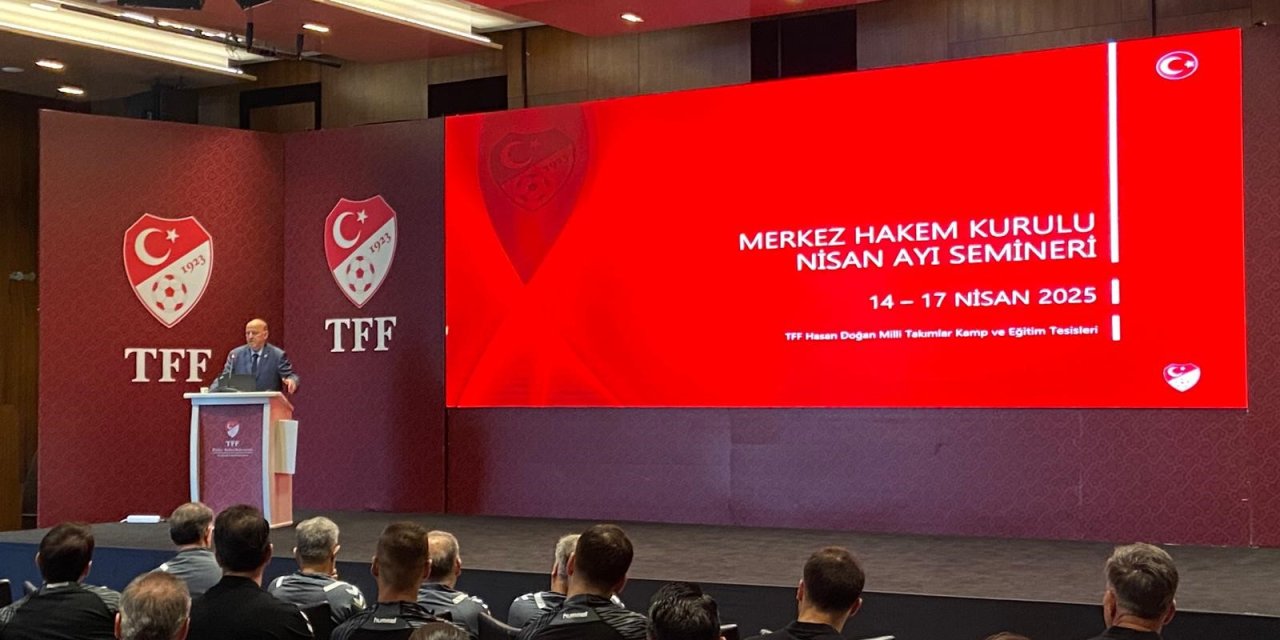 1923
TFF
1923
TFF
1923
MERKEZ HAKEM KURULU
NİSAN AYI SEMİNERİ
14 – 17 NİSAN 2025
TFF Hasan Doğan Milli Takımlar Kamp ve Eğitim Tesisleri
TFF
hummel
hummel